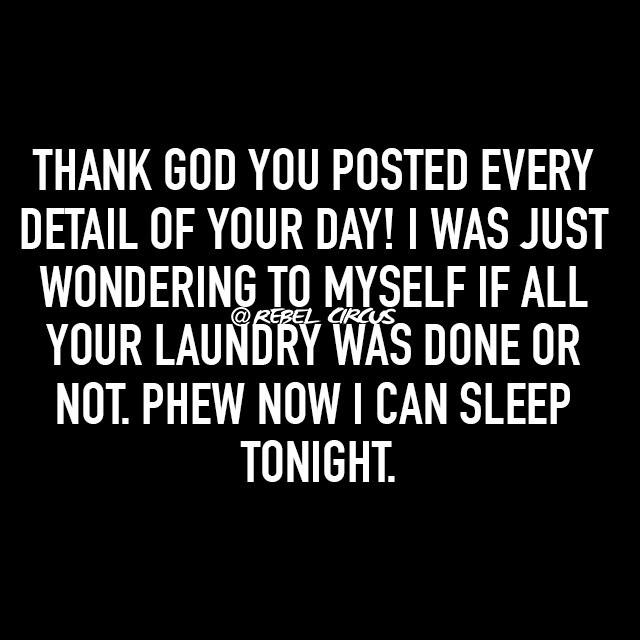 THANK GOD YOU POSTED EVERY
DETAIL OF YOUR DAY! I WAS JUST
WONDERING TO MYSELF IF ALL
@REBEL CIRCUS
YOUR LAUNDRY WAS DONE OR
NOT. PHEW NOW I CAN SLEEP
TONIGHT.